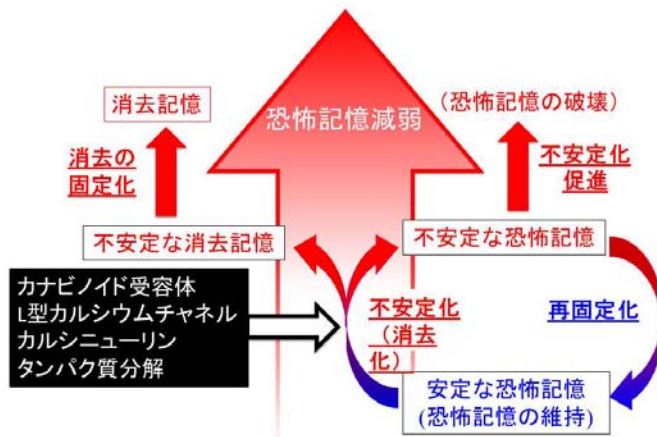 恐怖記憶減弱
消去記憶
（恐怖記憶の破壊）
消去の
固定化
不安定化
促進
不安定な消去記憶
不安定な恐怖記憶
カナビノイド受容体
L型カルシウムチャネル
カルシニューリン
タンパク質分解
不安定化
（消去
化）
再固定化
安定な恐怖記憶
(恐怖記憶の維持)